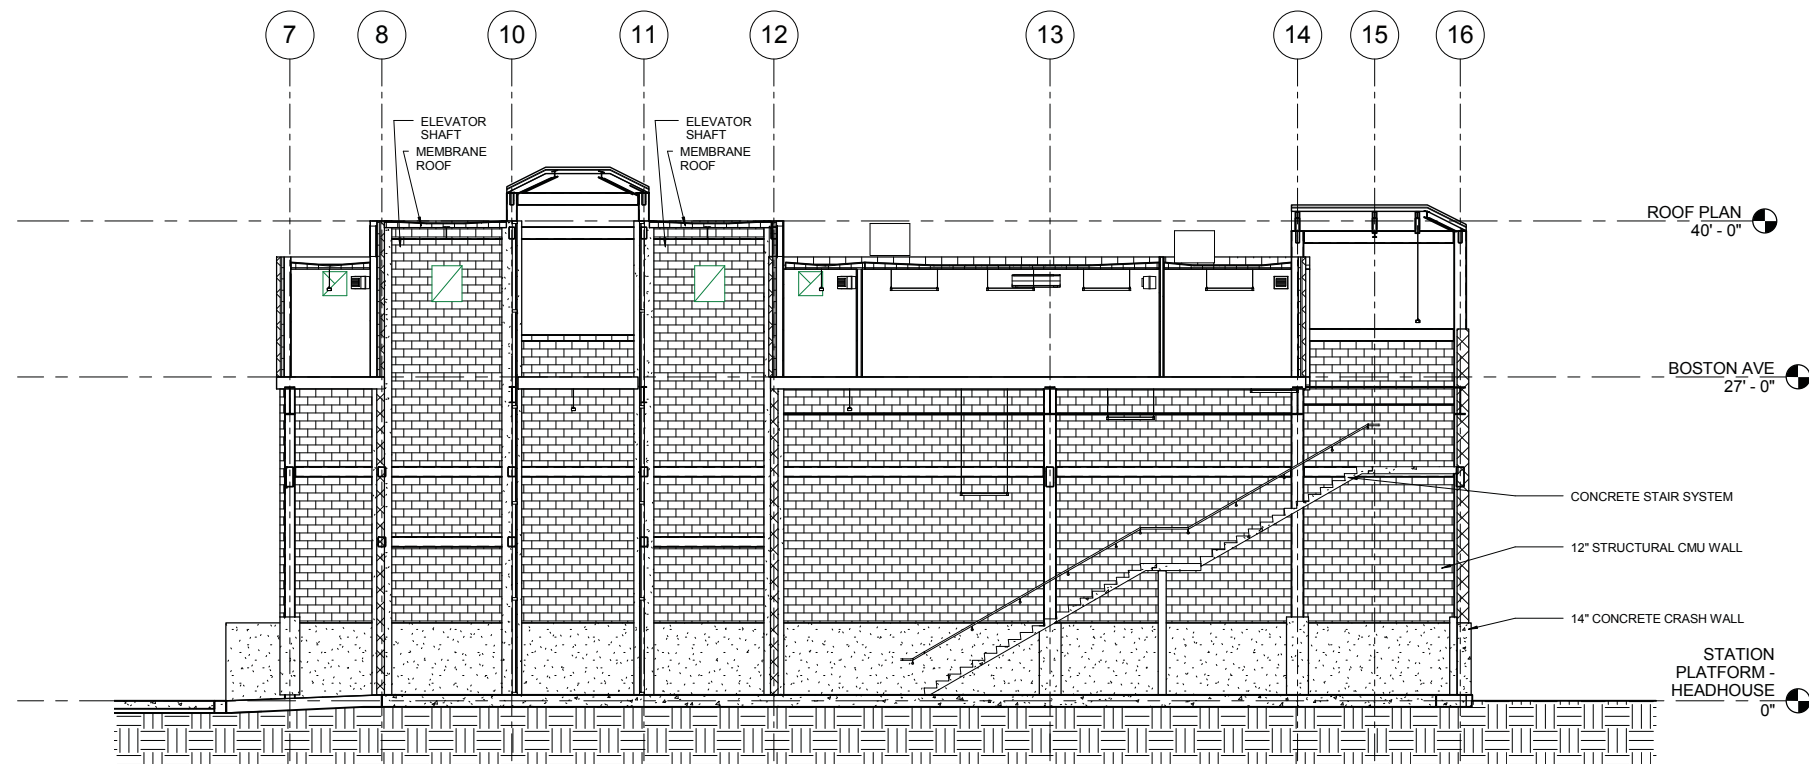 7
8
10
11
12
13
14
15
16
ELEVATOR
SHAFT
MEMBRANE
ROOF
ELEVATOR
SHAFT
MEMBRANE
ROOF
ROOF PLAN
40' - 0"
BOSTON AVE
27' - 0"
CONCRETE STAIR SYSTEM
12" STRUCTURAL CMU WALL
14" CONCRETE CRASH WALL
STATION
PLATFORM -
HEADHOUSE
0"